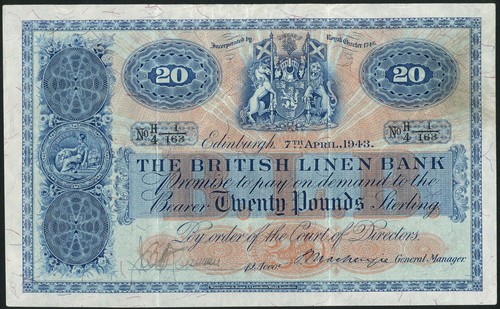 Incorporated by Royal Charter 1746.
20 20
No H/4 1/163 No H/4 1/163
Edinburgh, 7TH APRIL, 1943.
THE BRITISH LINEN BANK
Promise to pay on demand to the
Bearer Twenty Pounds Sterling.
By order of the Court of Directors.
Mackenzie General Manager.